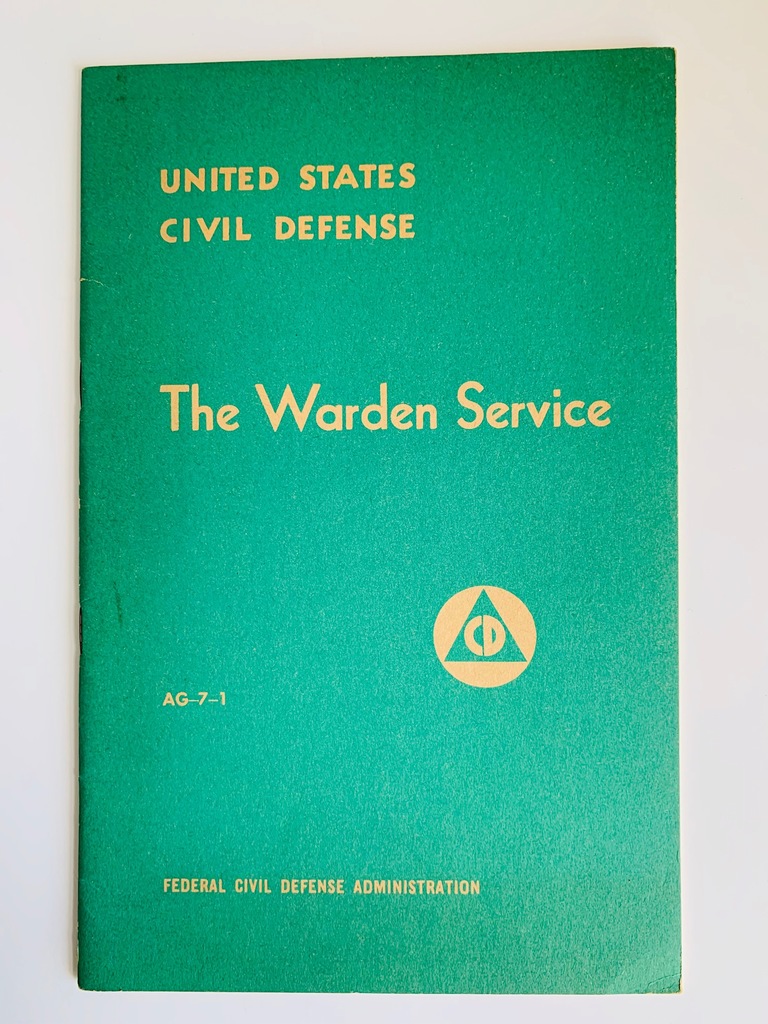 UNITED STATES
CIVIL DEFENSE
The Warden Service
CD
AG-7-1
FEDERAL CIVIL DEFENSE ADMINISTRATION